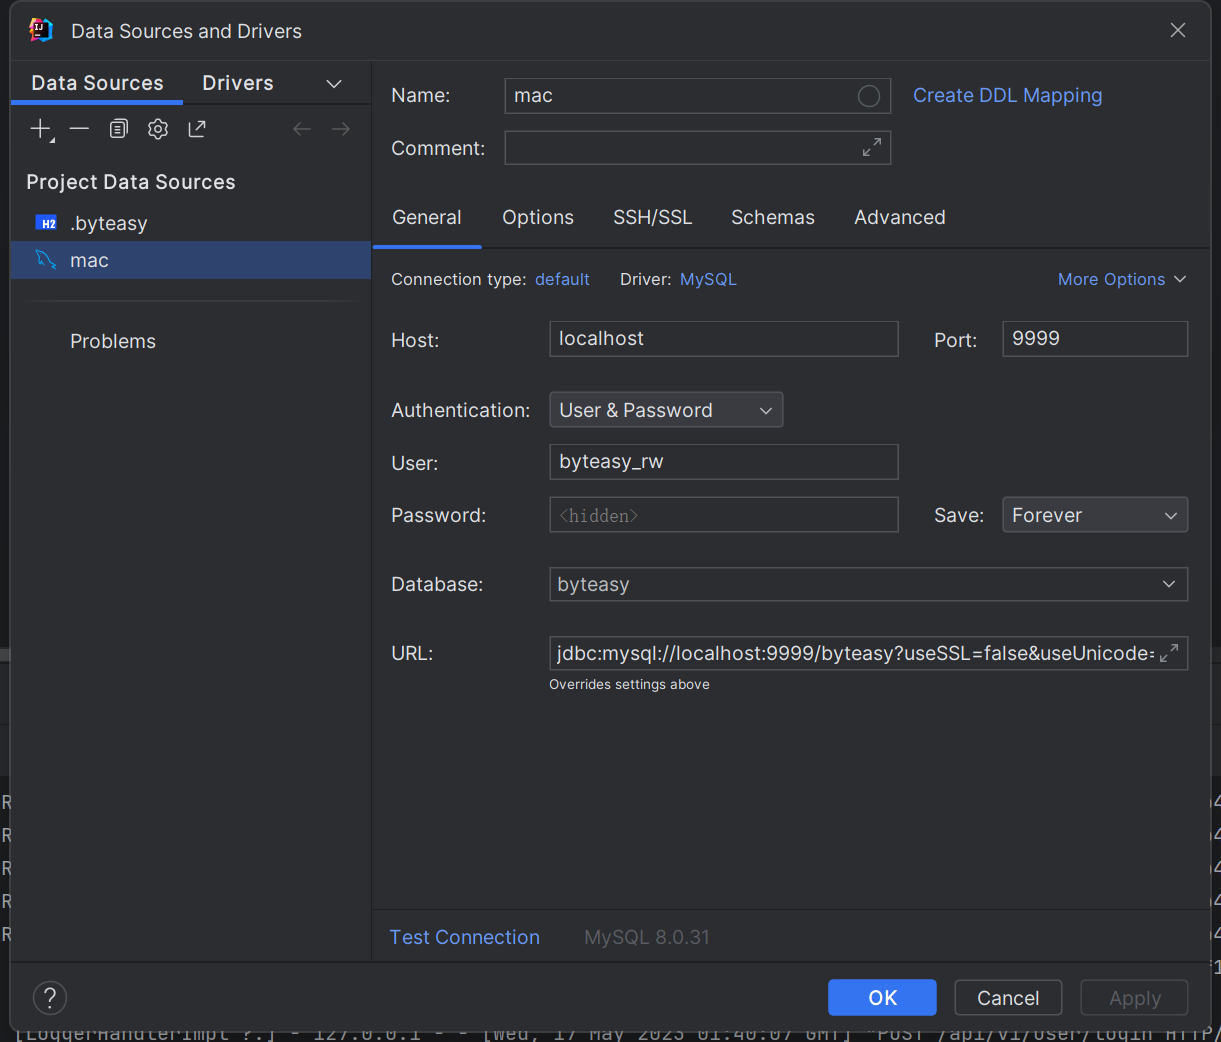 Data Sources and Drivers
Data Sources Drivers
Project Data Sources
H2 .byteasy
mac
Problems
Name: mac Create DDL Mapping
Comment:
General Options SSH/SSL Schemas Advanced
Connection type: default Driver: MySQL More Options
Host: localhost Port: 9999
Authentication: User & Password
User: byteasy_rw
Password: <hidden> Save: Forever
Database: byteasy
URL: jdbc:mysql://localhost:9999/byteasy?useSSL=false&useUnicode=
Overrides settings above
Test Connection MySQL 8.0.31
? OK Cancel Apply
[LoggerHandlerImpl ?:] - 127.0.0.1 - - [Wed, 17 May 2023 01:40:07 GMT] "POST /api/v1/user/login HTTP/